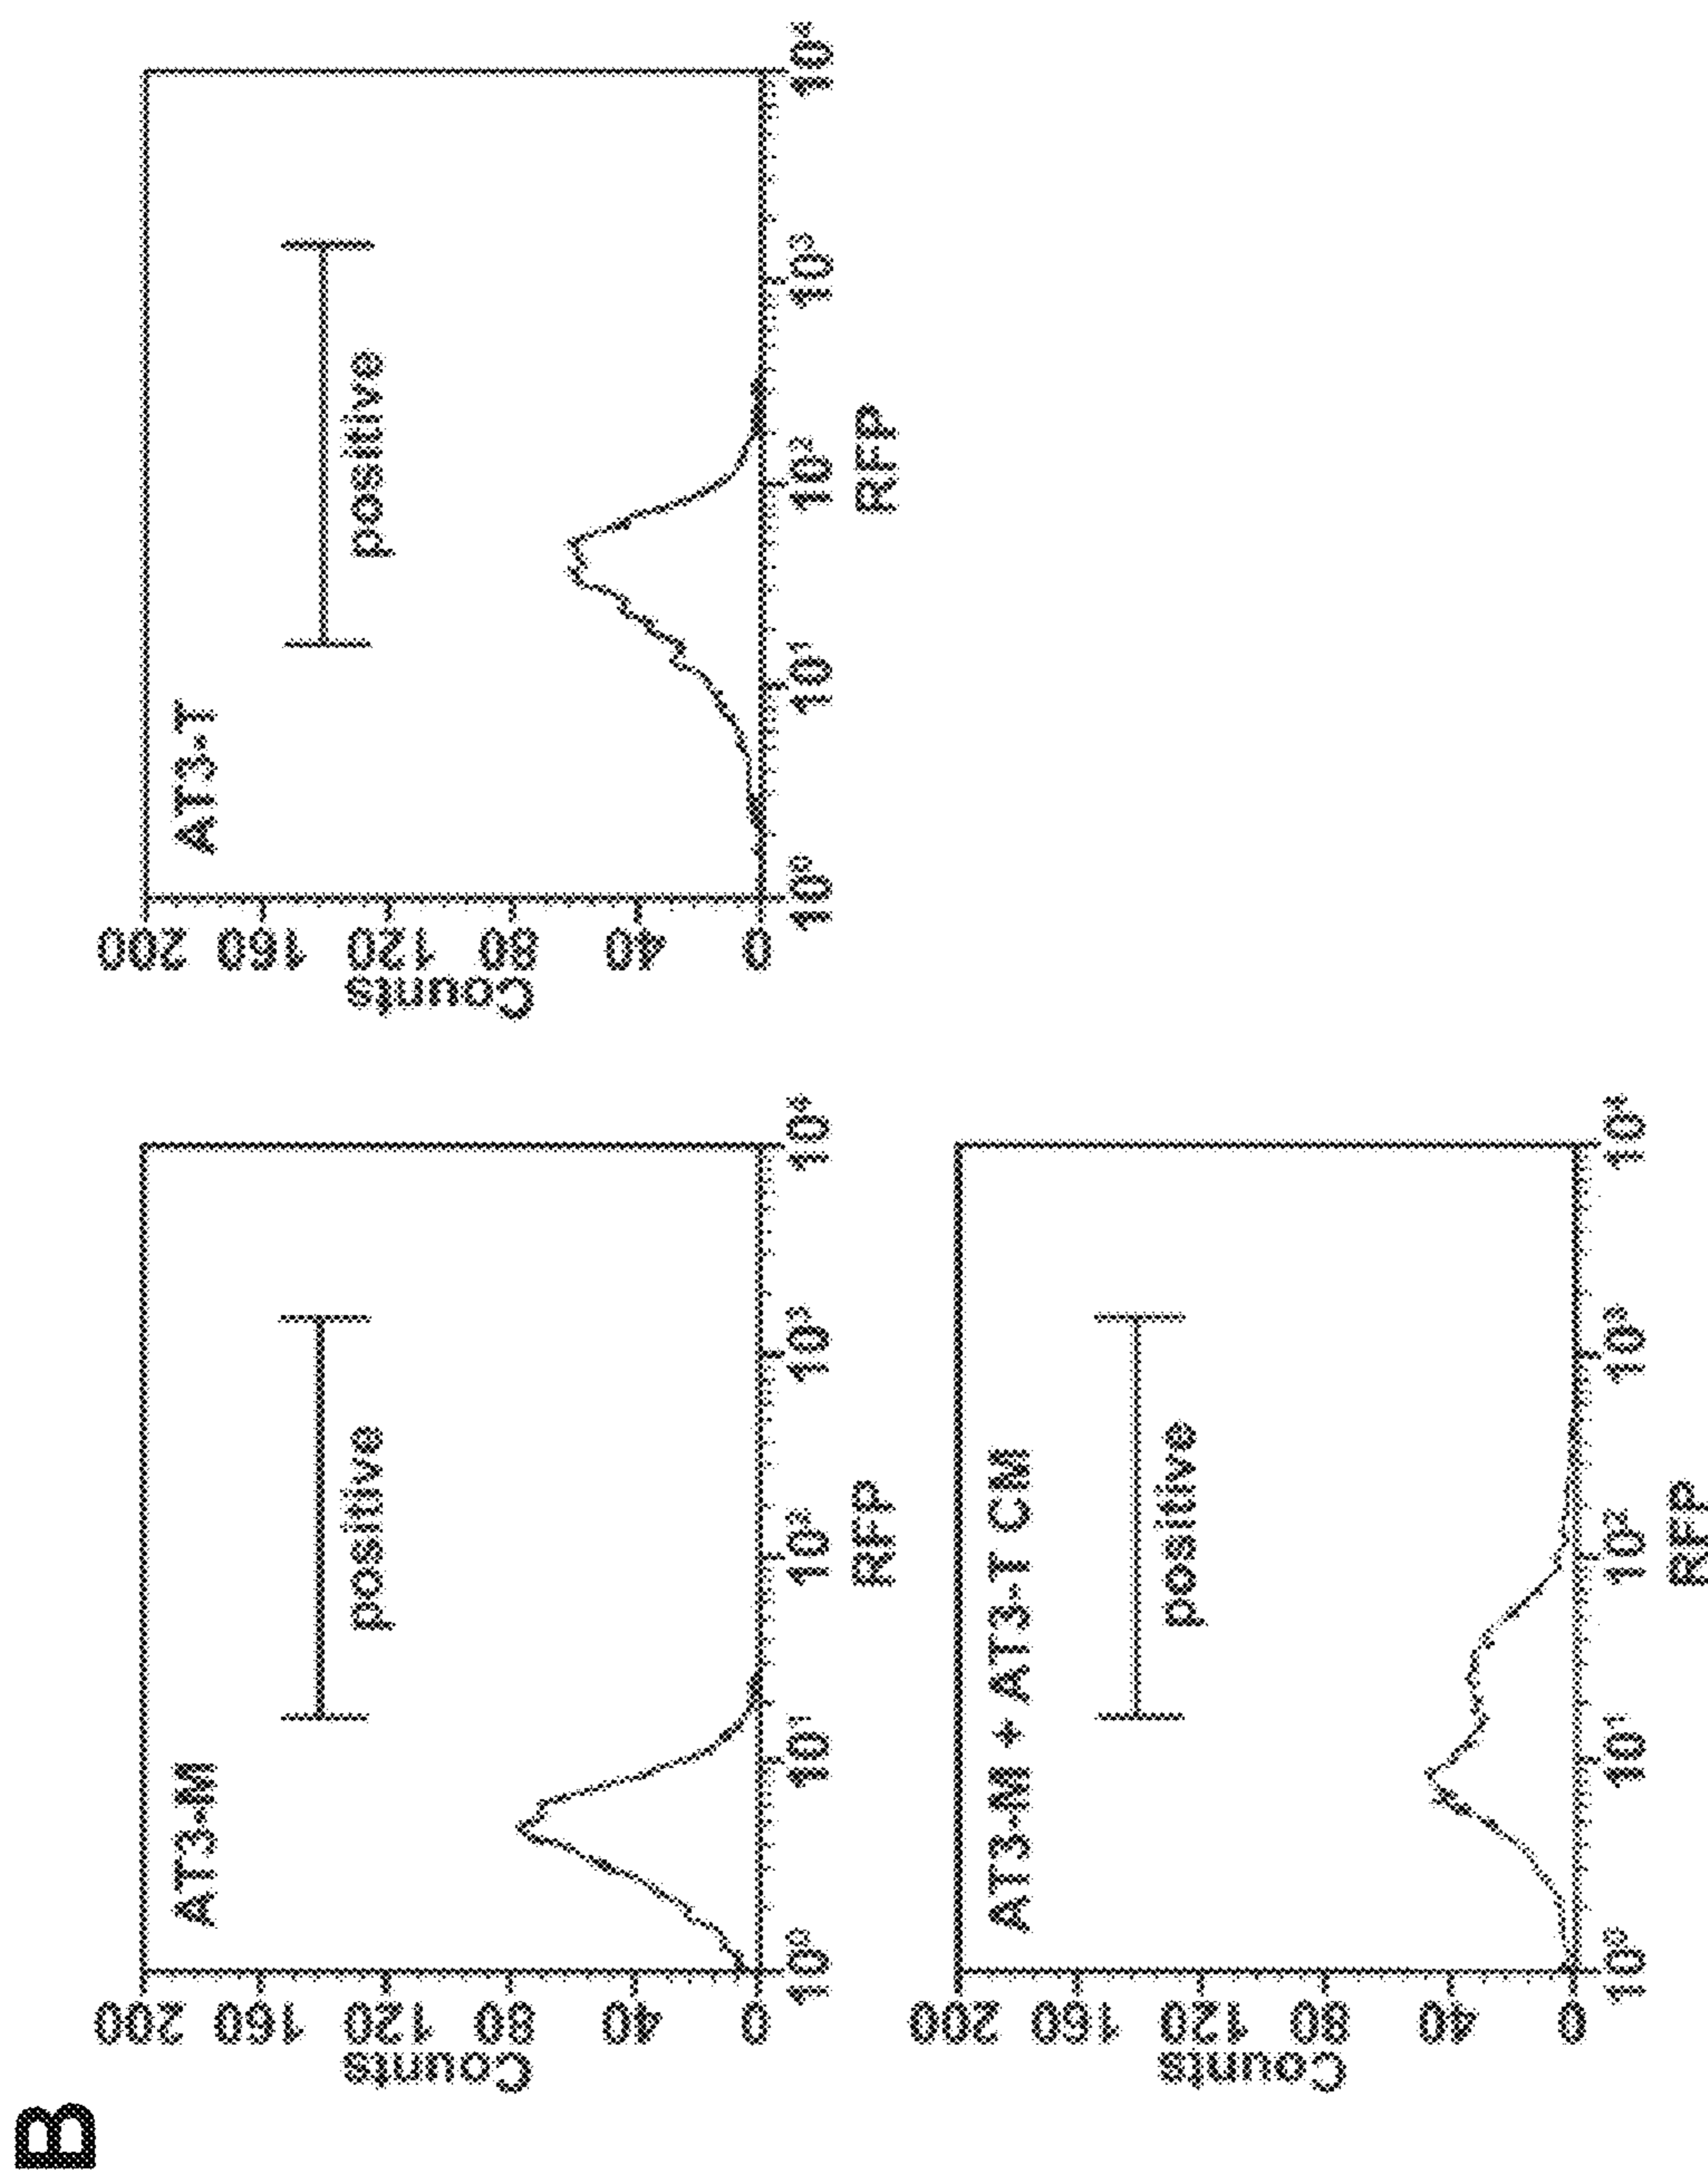 B
AT3-M
200
160
120
80
40
0
Counts
positive
10⁰
10¹
10²
10³
10⁴
RFP
AT3-T
200
160
120
80
40
0
Counts
positive
10⁰
10¹
10²
10³
10⁴
RFP
AT3-M + AT3-T CM
200
160
120
80
40
0
Counts
positive
10⁰
10¹
10²
10³
10⁴
RFP